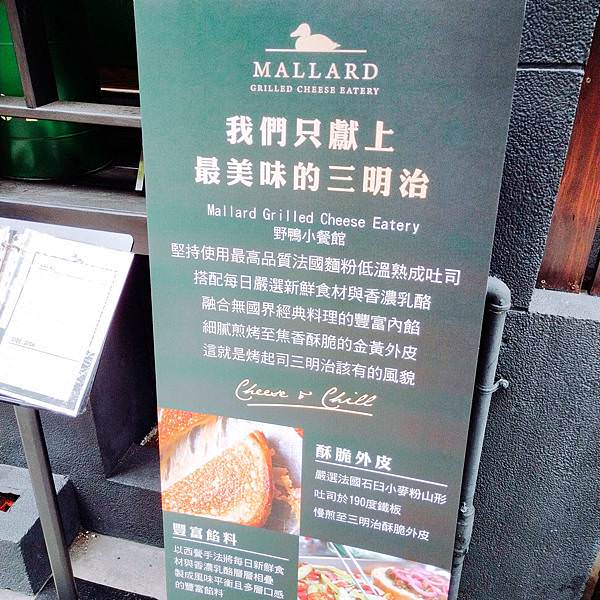 MALLARD
GRILLED CHEESE EATERY
我們只獻上
最美味的三明治
Mallard Grilled Cheese Eatery
野鴨小餐館
堅持使用最高品質法國麵粉低溫熟成吐司
搭配每日嚴選新鮮食材與香濃乳酪
融合無國界經典料理的豐富內餡
細膩煎烤至焦香酥脆的金黃外皮
這就是烤起司三明治該有的風貌
Cheese & Chill
酥脆外皮
嚴選法國石臼小麥粉山形
吐司於190度鐵板
慢煎至三明治酥脆外皮
豐富餡料
以西餐手法將每日新鮮食
材與香濃乳酪層層相疊
製成風味平衡且多層口感
的豐富餡料